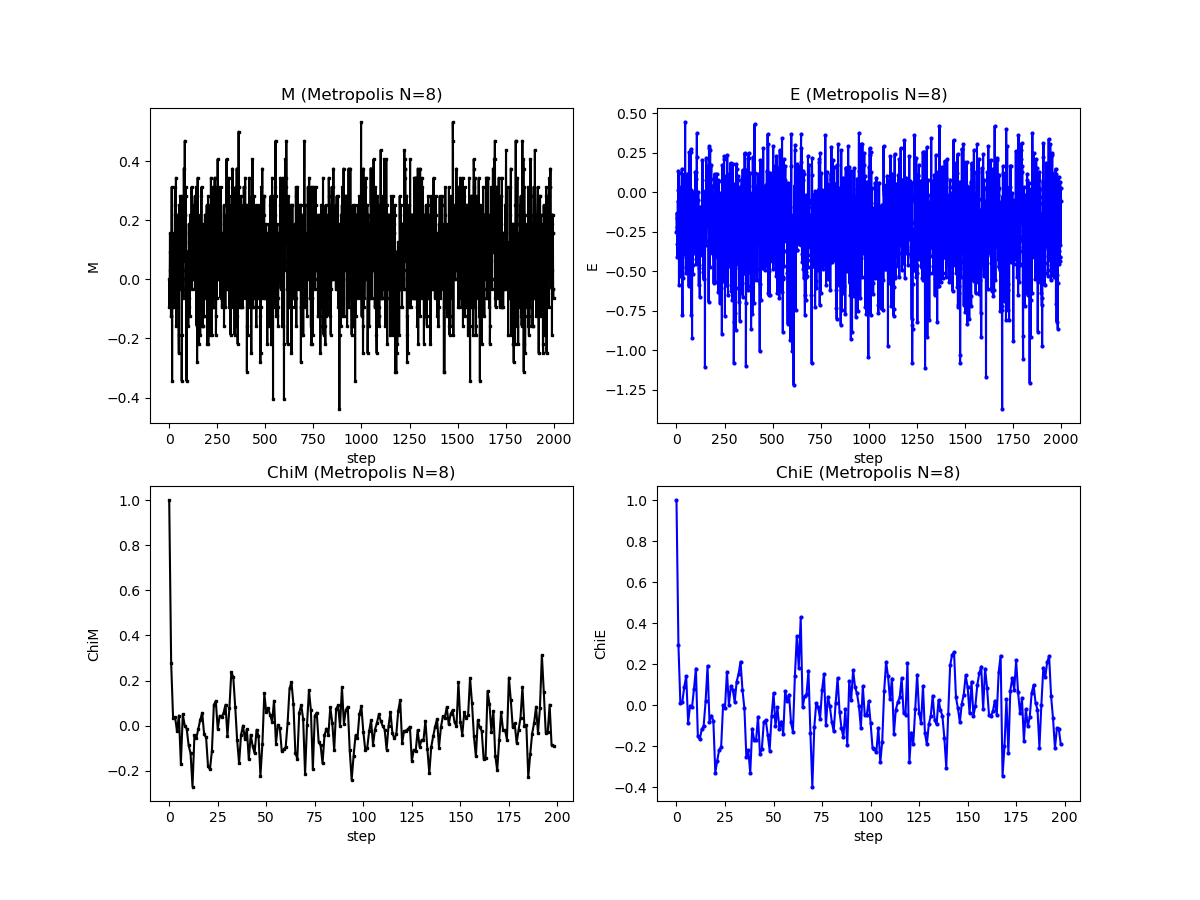 M (Metropolis N=8)
M
0.4
0.2
0.0
−0.2
−0.4
0 250 500 750 1000 1250 1500 1750 2000
step
E (Metropolis N=8)
E
0.50
0.25
0.00
−0.25
−0.50
−0.75
−1.00
−1.25
0 250 500 750 1000 1250 1500 1750 2000
step
ChiM (Metropolis N=8)
ChiM
1.0
0.8
0.6
0.4
0.2
0.0
−0.2
0 25 50 75 100 125 150 175 200
step
ChiE (Metropolis N=8)
ChiE
1.0
0.8
0.6
0.4
0.2
0.0
−0.2
−0.4
0 25 50 75 100 125 150 175 200
step